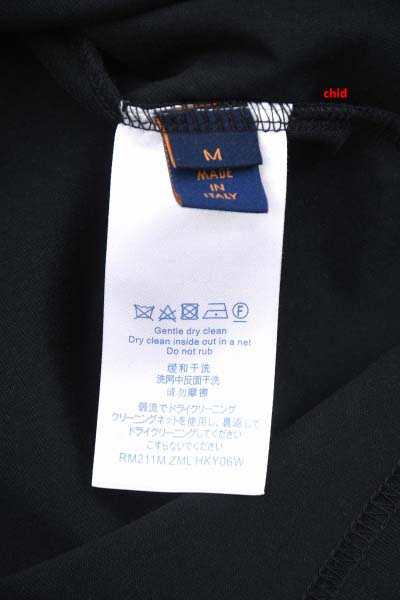 chid
M
MADE
IN
ITALY
F
Gentle dry clean
Dry clean inside out in a net
Do not rub
缓和干洗
洗网中反面干洗
请勿摩擦
弱流でドライクリーニング
クリーニングネットを使用し、裏返して
ドライクリーニングしてください
こすらないでください
RM211M ZML HKY06W